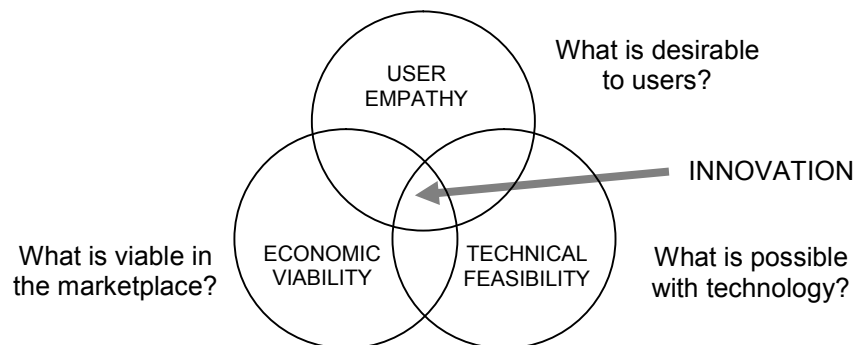 What is desirable
to users?
USER
EMPATHY
INNOVATION
What is viable in
the marketplace?
ECONOMIC
VIABILITY
TECHNICAL
FEASIBILITY
What is possible
with technology?